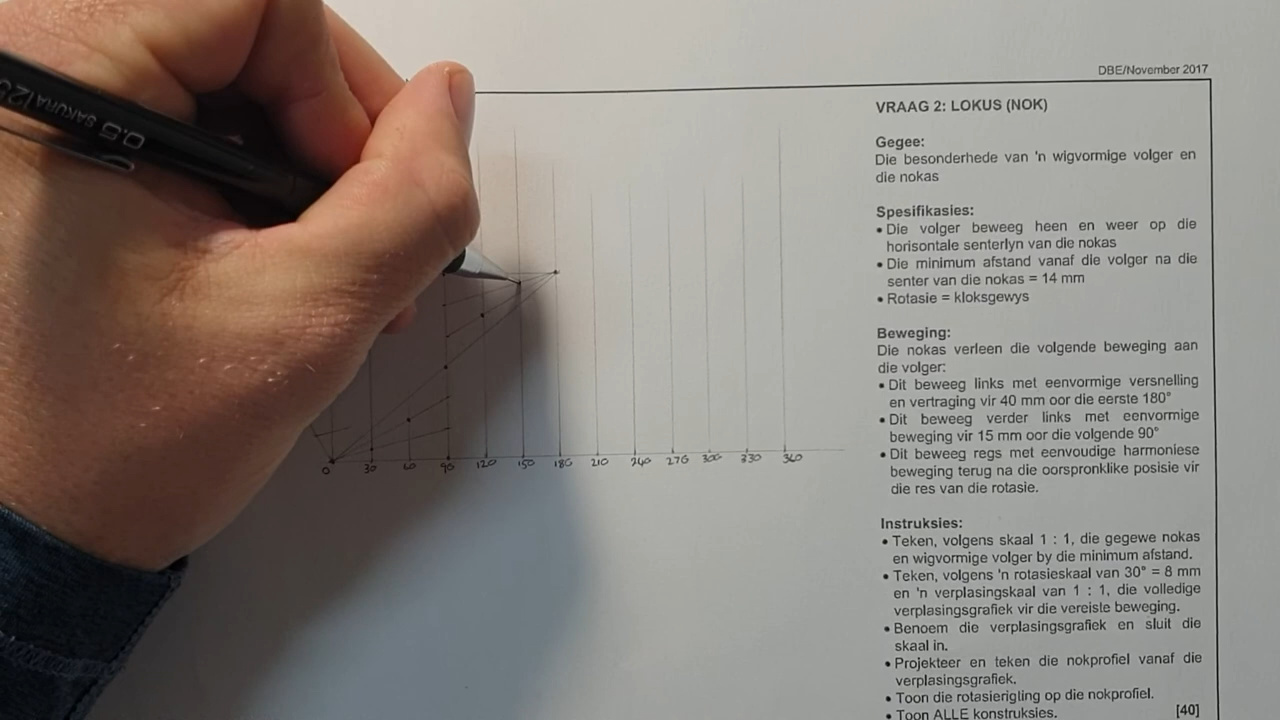 DBE/November 2017
VRAAG 2: LOKUS (NOK)
Gegee:
Die besonderhede van 'n wigvormige volger en
die nokas
Spesifikasies:
• Die volger beweeg heen en weer op die
horisontale senterlyn van die nokas
• Die minimum afstand vanaf die volger na die
senter van die nokas = 14 mm
• Rotasie = kloksgewys
Beweging:
Die nokas verleen die volgende beweging aan
die volger:
• Dit beweeg links met eenvormige versnelling
en vertraging vir 40 mm oor die eerste 180°
• Dit beweeg verder links met eenvormige
beweging vir 15 mm oor die volgende 90°
• Dit beweeg regs met eenvoudige harmoniese
beweging terug na die oorspronklike posisie vir
die res van die rotasie.
Instruksies:
• Teken, volgens skaal 1 : 1, die gegewe nokas
en wigvormige volger by die minimum afstand.
• Teken, volgens 'n rotasieskaal van 30° = 8 mm
en 'n verplasingskaal van 1 : 1, die volledige
verplasingsgrafiek vir die vereiste beweging.
• Benoem die verplasingsgrafiek en sluit die
skaal in.
• Projekteer en teken die nokprofiel vanaf die
verplasingsgrafiek.
• Toon die rotasierigting op die nokprofiel.
• Toon ALLE konstruksies. [40]
0 30 60 90 120 150 180 210 240 270 300 330 360
0.5 SAKURA 125